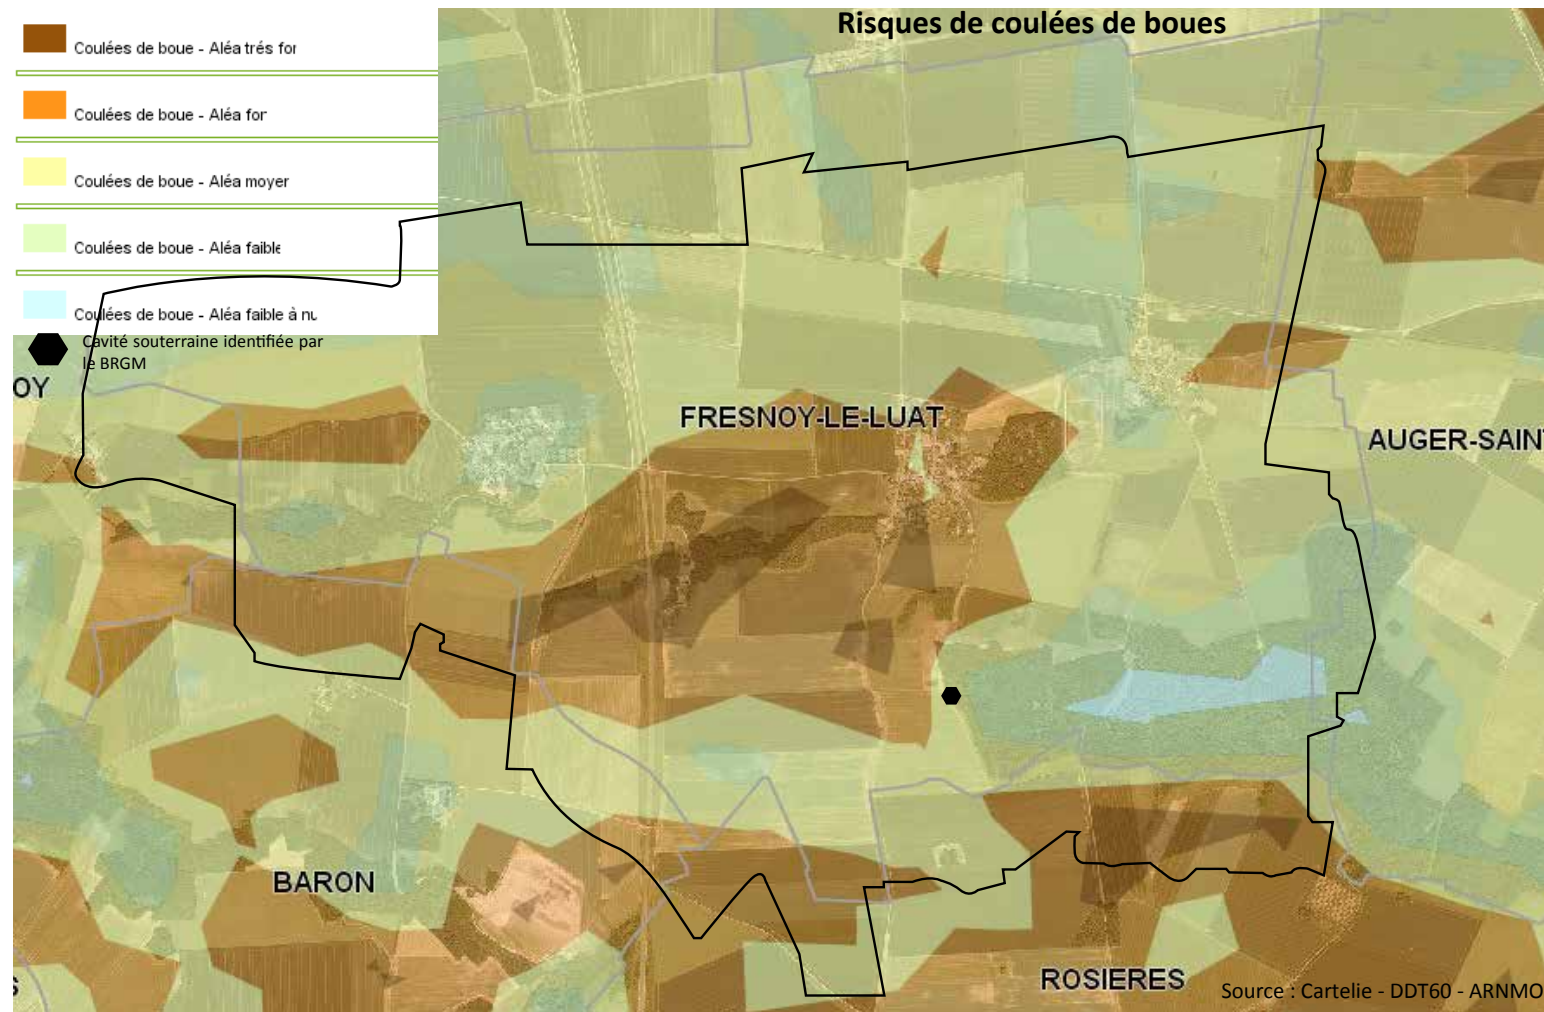 Risques de coulées de boues
Coulées de boue - Aléa trés for
Coulées de boue - Aléa for
Coulées de boue - Aléa moyer
Coulées de boue - Aléa faible
Coulées de boue - Aléa faible à nu
Cavité souterraine identifiée par
le BRGM
OY
FRESNOY-LE-LUAT
AUGER-SAIN
BARON
S
ROSIERES
Source : Cartelie - DDT60 - ARNMO